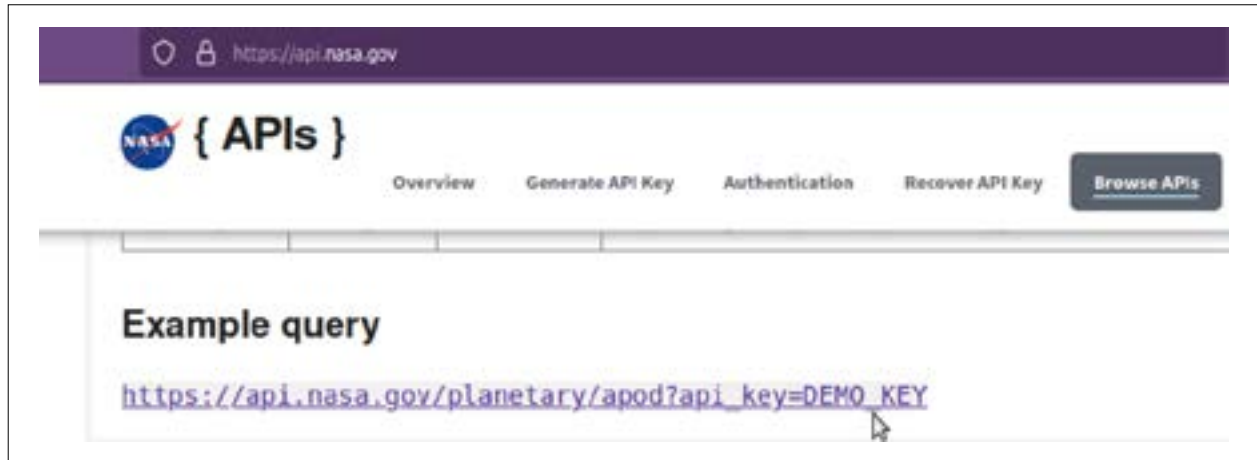 https://api.nasa.gov
NASA
{ APIs }
Overview Generate API Key Authentication Recover API Key Browse APIs
Example query
https://api.nasa.gov/planetary/apod?api_key=DEMO_KEY